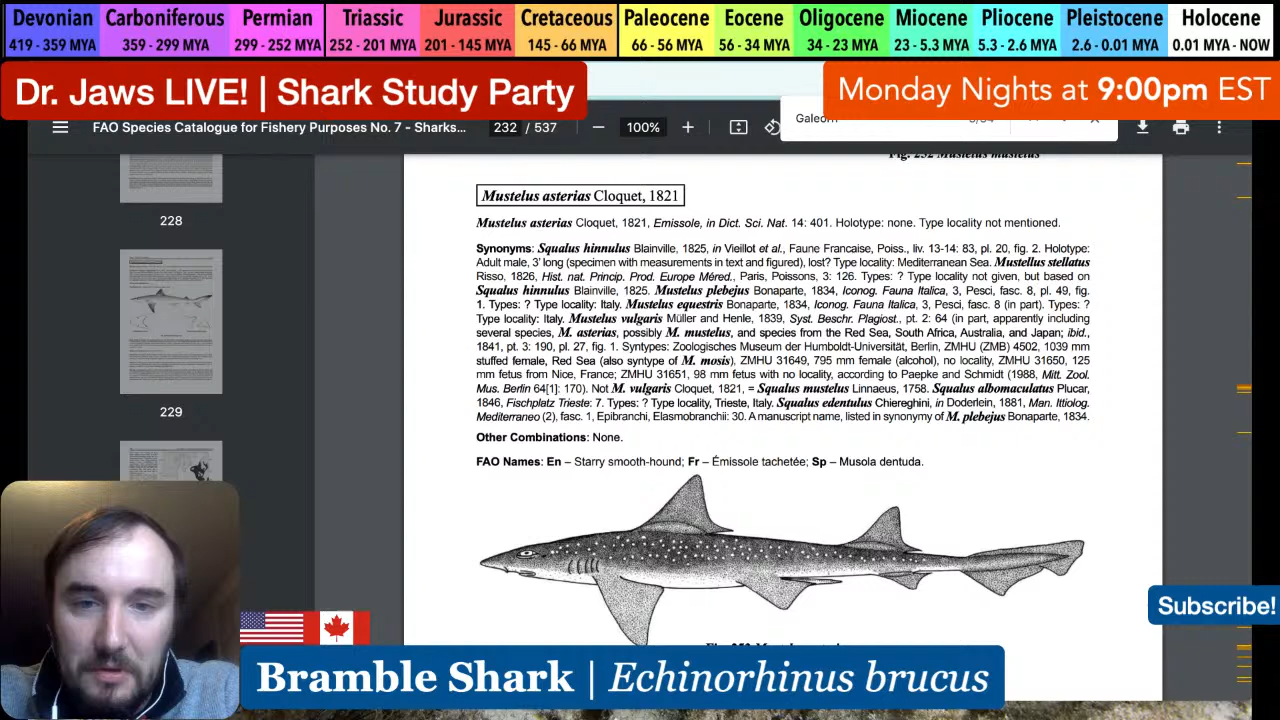 Devonian Carboniferous Permian Triassic Jurassic Cretaceous Paleocene Eocene Oligocene Miocene Pliocene Pleistocene Holocene
419 - 359 MYA 359 - 299 MYA 299 - 252 MYA 252 - 201 MYA 201 - 145 MYA 145 - 66 MYA 66 - 56 MYA 56 - 34 MYA 34 - 23 MYA 23 - 5.3 MYA 5.3 - 2.6 MYA 2.6 - 0.01 MYA 0.01 MYA - NOW
Dr. Jaws LIVE! | Shark Study Party
Monday Nights at 9:00pm EST
FAO Species Catalogue for Fishery Purposes No. 7 - Sharks... 232 / 537 100%
Galeorh
Fig. 252 Mustelus mustelus
228
229
Mustelus asterias Cloquet, 1821
Mustelus asterias Cloquet, 1821, Emissole, in Dict. Sci. Nat. 14: 401. Holotype: none. Type locality not mentioned.
Synonyms: Squalus hinnulus Blainville, 1825, in Vieillot et al., Faune Francaise, Poiss., liv. 13-14: 83, pl. 20, fig. 2. Holotype:
Adult male, 3' long (specimen with measurements in text and figured), lost? Type locality: Mediterranean Sea. Mustellus stellatus
Risso, 1826, Hist. nat. Princip. Prod. Europe Méred., Paris, Poissons, 3: 126. Types: ? Type locality not given, but based on
Squalus hinnulus Blainville, 1825. Mustelus plebejus Bonaparte, 1834, Iconog. Fauna Italica, 3, Pesci, fasc. 8, pl. 49, fig.
1. Types: ? Type locality: Italy. Mustelus equestris Bonaparte, 1834, Iconog. Fauna Italica, 3, Pesci, fasc. 8 (in part). Types: ?
Type locality: Italy. Mustelus vulgaris Müller and Henle, 1839, Syst. Beschr. Plagiost., pt. 2: 64 (in part, apparently including
several species, M. asterias, possibly M. mustelus, and species from the Red Sea, South Africa, Australia, and Japan; ibid.,
1841, pt. 3: 190, pl. 27, fig. 1. Syntypes: Zoologisches Museum der Humboldt-Universität, Berlin, ZMHU (ZMB) 4502, 1039 mm
stuffed female, Red Sea (also syntype of M. mosis). ZMHU 31649, 795 mm female (alcohol), no locality, ZMHU 31650, 125
mm fetus from Nice, France; ZMHU 31651, 98 mm fetus with no locality, according to Paepke and Schmidt (1988, Mitt. Zool.
Mus. Berlin 64[1]: 170). Not M. vulgaris Cloquet, 1821, = Squalus mustelus Linnaeus, 1758. Squalus albomaculatus Plucar,
1846, Fischplatz Trieste: 7. Types: ? Type locality, Trieste, Italy. Squalus edentulus Chiereghini, in Doderlein, 1881, Man. Ittiolog.
Mediterraneo (2), fasc. 1, Epibranchi, Elasmobranchii: 30. A manuscript name, listed in synonymy of M. plebejus Bonaparte, 1834.
Other Combinations: None.
FAO Names: En – Starry smooth-hound; Fr – Émissole tachetée; Sp – Musola dentuda.
Subscribe!
Bramble Shark | Echinorhinus brucus